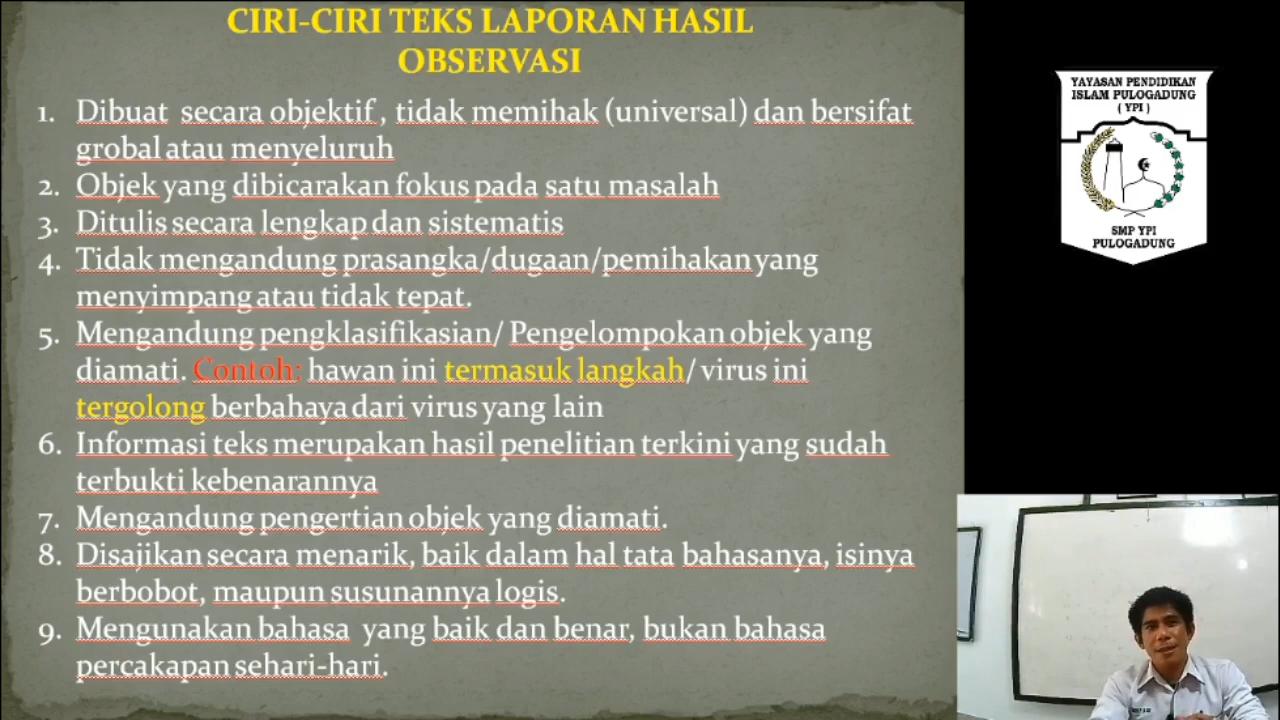 CIRI-CIRI TEKS LAPORAN HASIL
OBSERVASI
1. Dibuat secara objektif , tidak memihak (universal) dan bersifat
grobal atau menyeluruh
2. Objek yang dibicarakan fokus pada satu masalah
3. Ditulis secara lengkap dan sistematis
4. Tidak mengandung prasangka/dugaan/pemihakan yang
menyimpang atau tidak tepat.
5. Mengandung pengklasifikasian/ Pengelompokan objek yang
diamati. Contoh: hawan ini termasuk langkah/ virus ini
tergolong berbahaya dari virus yang lain
6. Informasi teks merupakan hasil penelitian terkini yang sudah
terbukti kebenarannya
7. Mengandung pengertian objek yang diamati.
8. Disajikan secara menarik, baik dalam hal tata bahasanya, isinya
berbobot, maupun susunannya logis.
9. Mengunakan bahasa yang baik dan benar, bukan bahasa
percakapan sehari-hari.
YAYASAN PENDIDIKAN
ISLAM PULOGADUNG
( YPI )
SMP YPI
PULOGADUNG